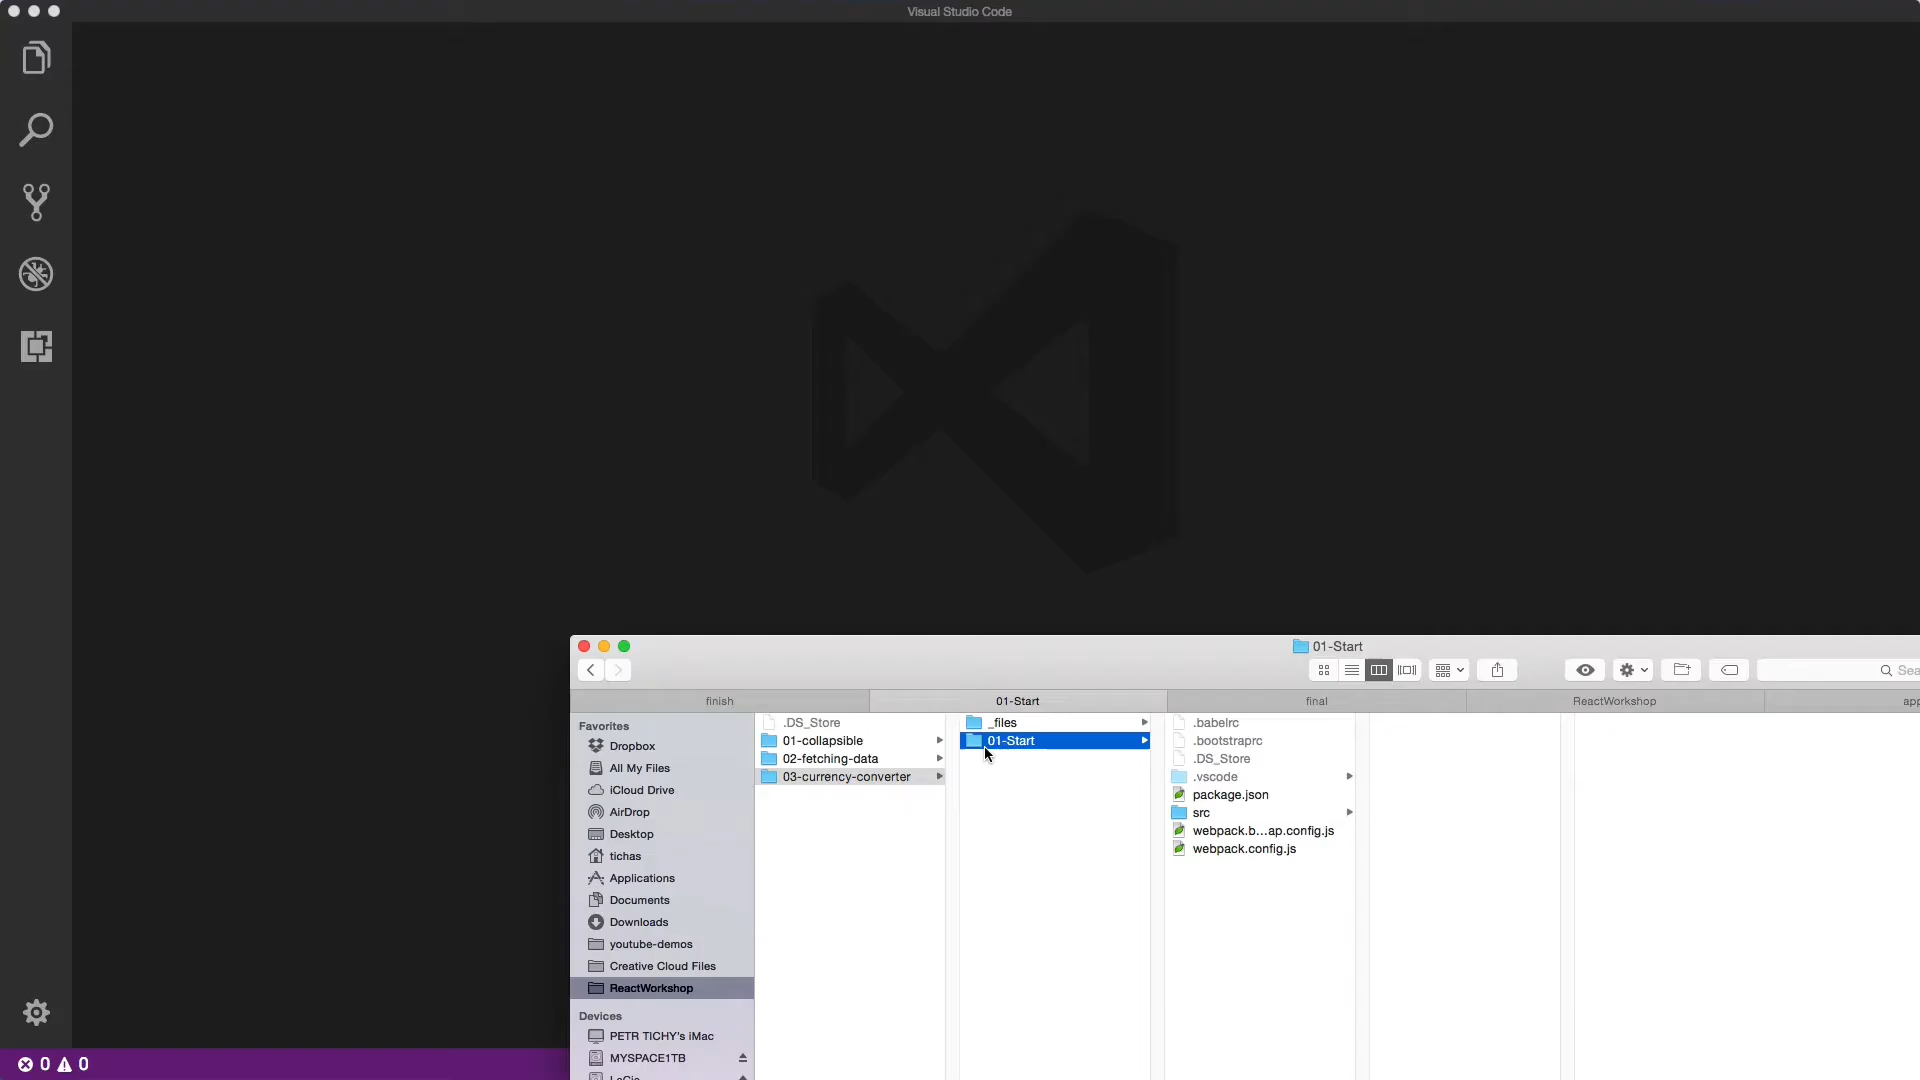 Visual Studio Code
01-Start
finish
01-Start
final
ReactWorkshop
Favorites
Dropbox
All My Files
iCloud Drive
AirDrop
Desktop
tichas
Applications
Documents
Downloads
youtube-demos
Creative Cloud Files
ReactWorkshop
Devices
PETR TICHY's iMac
MYSPACE1TB
.DS_Store
01-collapsible
02-fetching-data
03-currency-converter
_files
01-Start
.babelrc
.bootstraprc
.DS_Store
.vscode
package.json
src
webpack.b...ap.config.js
webpack.config.js
0 0